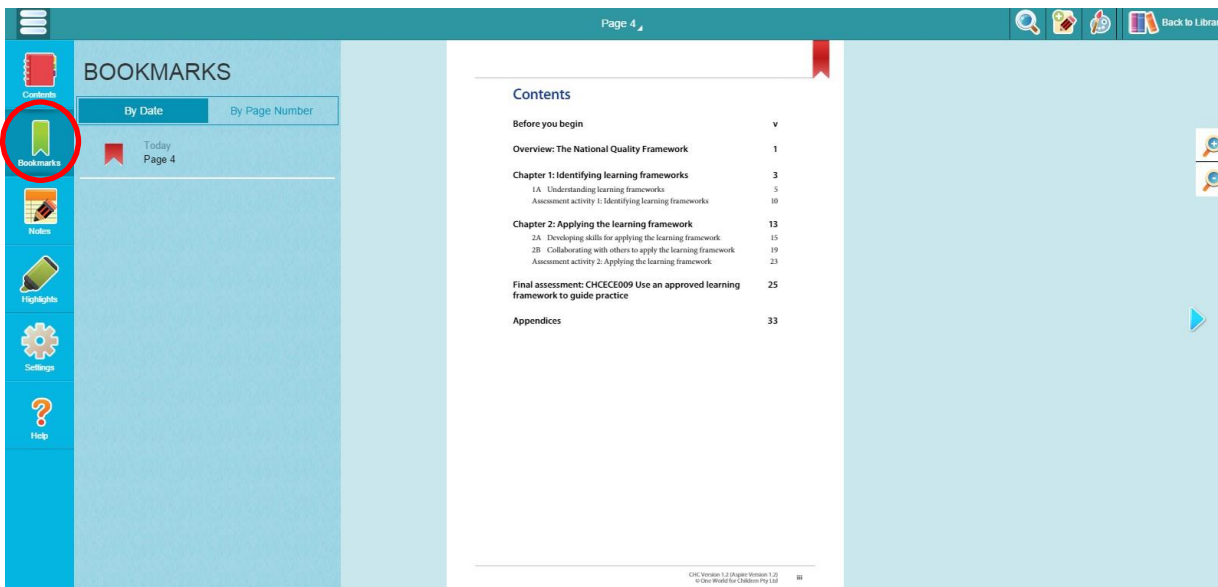 Page 4
Back to Librar
Contents
Bookmarks
Notes
Highlights
Settings
Help
BOOKMARKS
By Date By Page Number
Today
Page 4
Contents
Before you begin v
Overview: The National Quality Framework 1
Chapter 1: Identifying learning frameworks 3
1A Understanding learning frameworks 5
Assessment activity 1: Identifying learning frameworks 10
Chapter 2: Applying the learning framework 13
2A Developing skills for applying the learning framework 15
2B Collaborating with others to apply the learning framework 19
Assessment activity 2: Applying the learning framework 23
Final assessment: CHCECE009 Use an approved learning 25
framework to guide practice
Appendices 33
CHC Version 1.2 (Aspire Version 1.2)
© One World for Children Pty Ltd iii